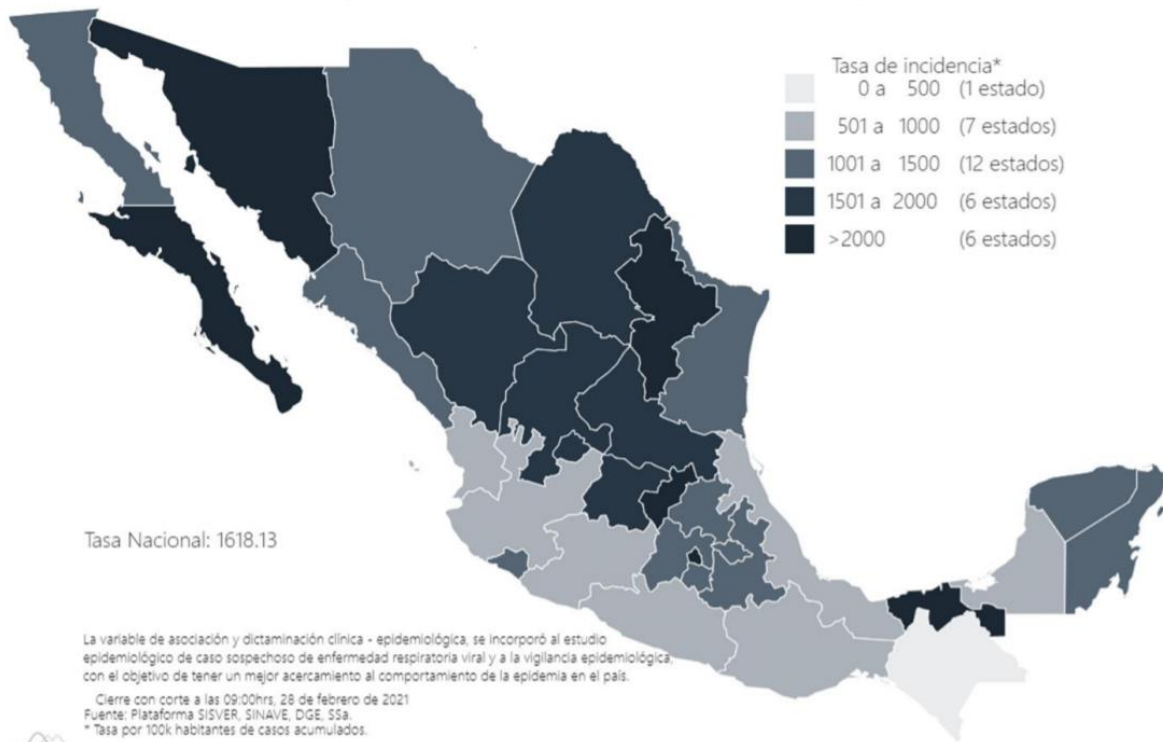 Tasa de incidencia*
0 a 500 (1 estado)
501 a 1000 (7 estados)
1001 a 1500 (12 estados)
1501 a 2000 (6 estados)
>2000 (6 estados)
Tasa Nacional: 1618.13
La variable de asociación y dictaminación clínica - epidemiológica, se incorporó al estudio
epidemiológico de caso sospechoso de enfermedad respiratoria viral y a la vigilancia epidemiológica,
con el objetivo de tener un mejor acercamiento al comportamiento de la epidemia en el país.
Cierre con corte a las 09:00hrs, 28 de febrero de 2021
Fuente: Plataforma SISVER, SINAVE, DGE, SSa.
* Tasa por 100k habitantes de casos acumulados.